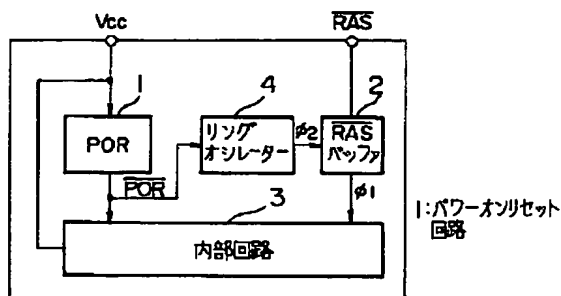 Vcc
RAS
1
4
2
POR
リング
オシレーター
φ2
RAS
バッファ
POR
φ1
3
内部回路
1:パワーオンリセット
回路